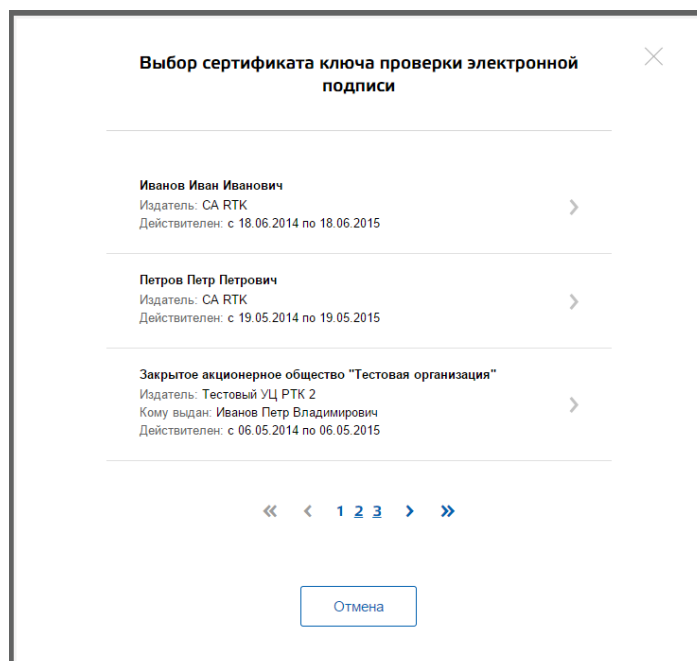 Выбор сертификата ключа проверки электронной
подписи
Иванов Иван Иванович
Издатель: CA RTK
Действителен: с 18.06.2014 по 18.06.2015
Петров Петр Петрович
Издатель: CA RTK
Действителен: с 19.05.2014 по 19.05.2015
Закрытое акционерное общество "Тестовая организация"
Издатель: Тестовый УЦ РТК 2
Кому выдан: Иванов Петр Владимирович
Действителен: с 06.05.2014 по 06.05.2015
« ‹ 1 2 3 › »
Отмена